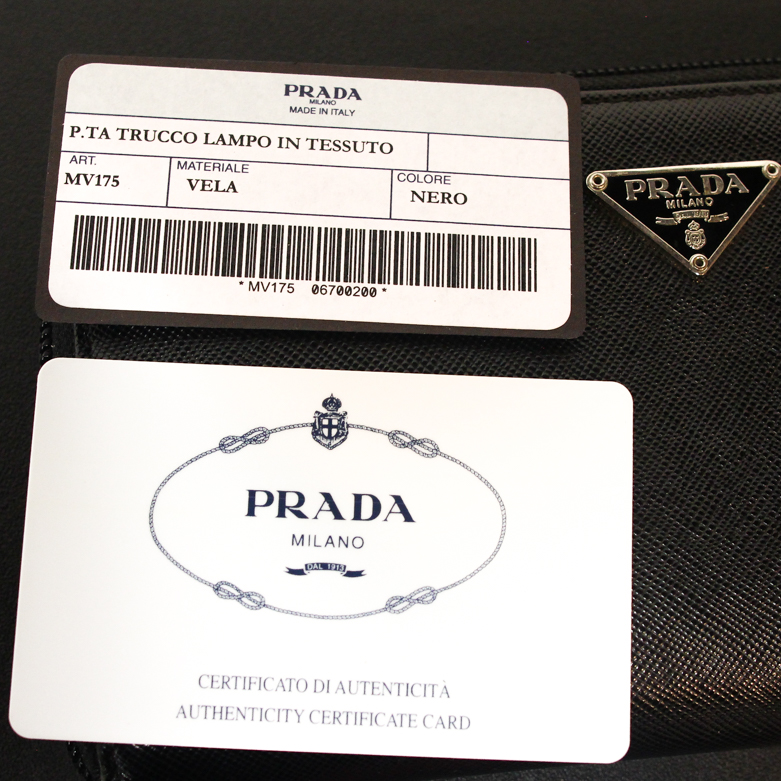 PRADA
MILANO
MADE IN ITALY
P.TA TRUCCO LAMPO IN TESSUTO
ART.
MV175
MATERIALE
VELA
COLORE
NERO
* MV175 06700200 *
PRADA
MILANO
PRADA
MILANO
DAL 1913
CERTIFICATO DI AUTENTICITÀ
AUTHENTICITY CERTIFICATE CARD